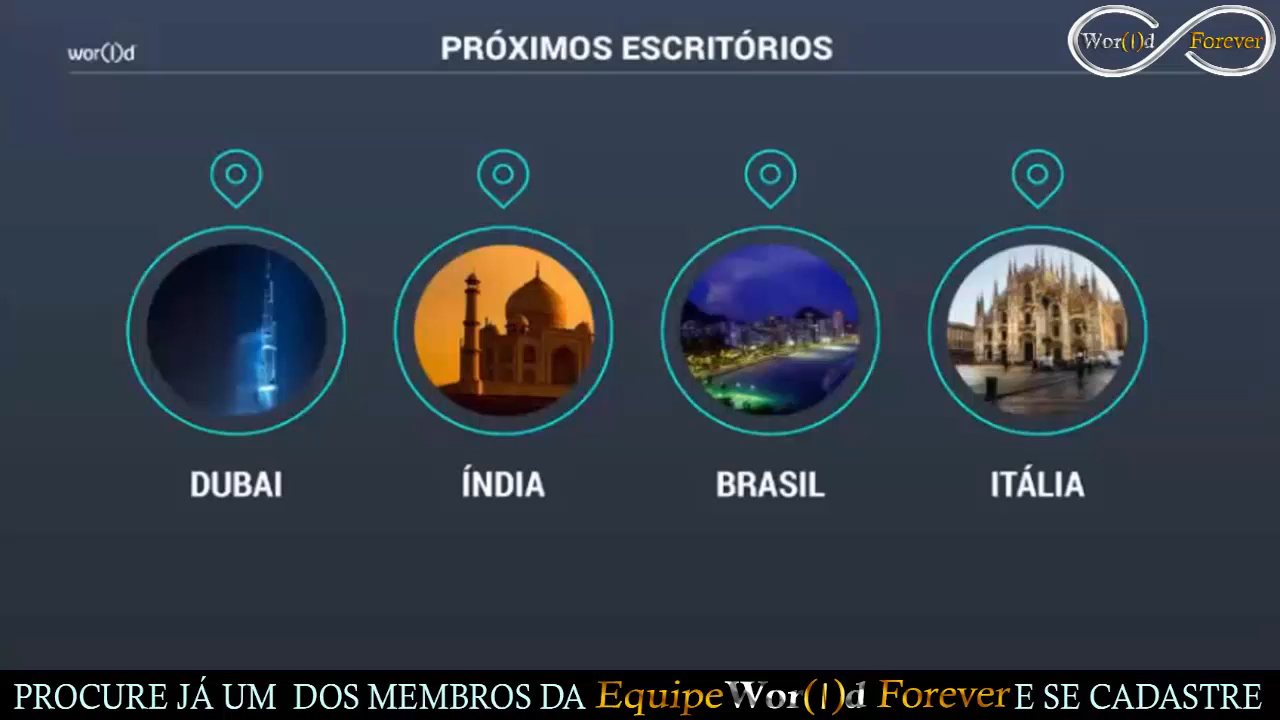 wor(l)d
PRÓXIMOS ESCRITÓRIOS
Wor(l)d Forever
DUBAI
ÍNDIA
BRASIL
ITÁLIA
PROCURE JÁ UM DOS MEMBROS DA Equipe Wor(l)d Forever E SE CADASTRE